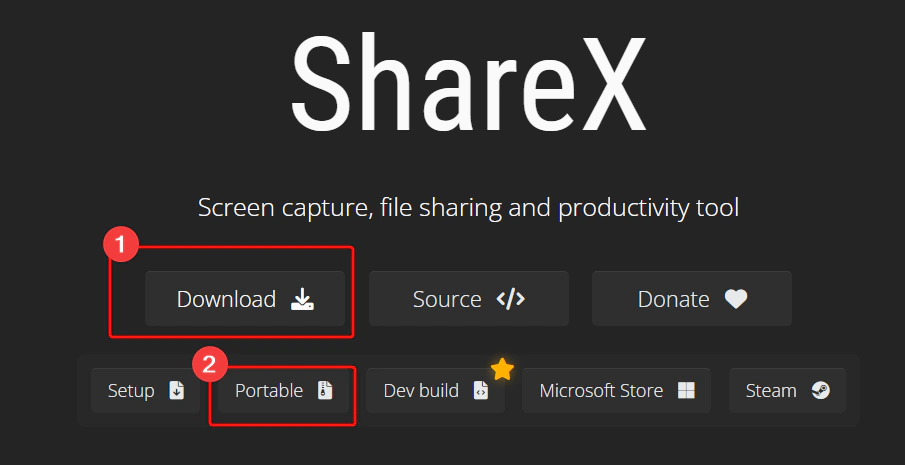 ShareX
Screen capture, file sharing and productivity tool
1
Download
Source
Donate
2
Setup
Portable
Dev build
Microsoft Store
Steam